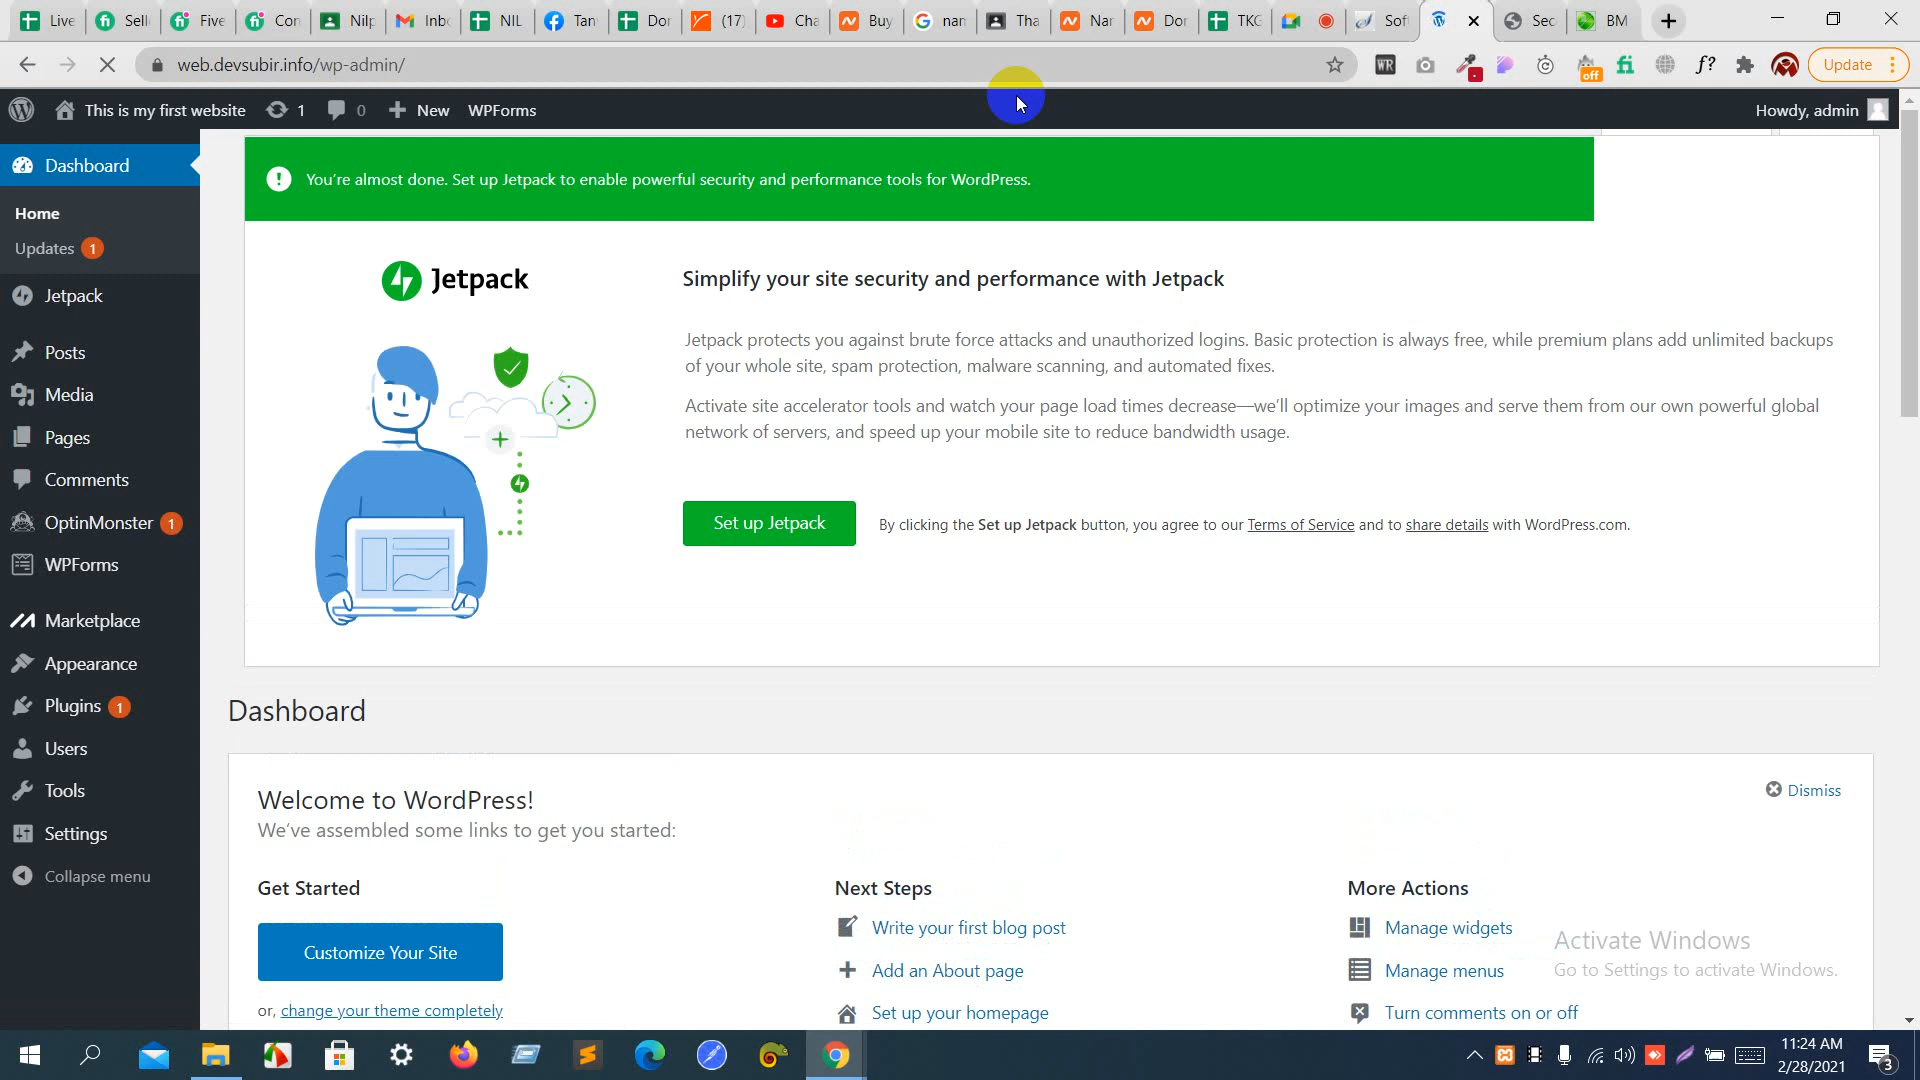 Live
Sell
Five
Con
Nilp
Inbo
NIL
Tan
Dor
(17)
Cha
Buy
nan
Tha
Nar
Dor
TKG
Sof
Sec
BM
web.devsubir.info/wp-admin/
WR
off
f?
Update
This is my first website
1
0
New
WPForms
Howdy, admin
Dashboard
Home
Updates 1
Jetpack
Posts
Media
Pages
Comments
OptinMonster 1
WPForms
Marketplace
Appearance
Plugins 1
Users
Tools
Settings
Collapse menu
You're almost done. Set up Jetpack to enable powerful security and performance tools for WordPress.
Jetpack
Simplify your site security and performance with Jetpack
Jetpack protects you against brute force attacks and unauthorized logins. Basic protection is always free, while premium plans add unlimited backups
of your whole site, spam protection, malware scanning, and automated fixes.
Activate site accelerator tools and watch your page load times decrease—we'll optimize your images and serve them from our own powerful global
network of servers, and speed up your mobile site to reduce bandwidth usage.
Set up Jetpack
By clicking the Set up Jetpack button, you agree to our Terms of Service and to share details with WordPress.com.
Dashboard
Welcome to WordPress!
Dismiss
We've assembled some links to get you started:
Get Started
Customize Your Site
or, change your theme completely
Next Steps
Write your first blog post
Add an About page
Set up your homepage
More Actions
Manage widgets
Manage menus
Turn comments on or off
Activate Windows
Go to Settings to activate Windows.
11:24 AM
2/28/2021
3